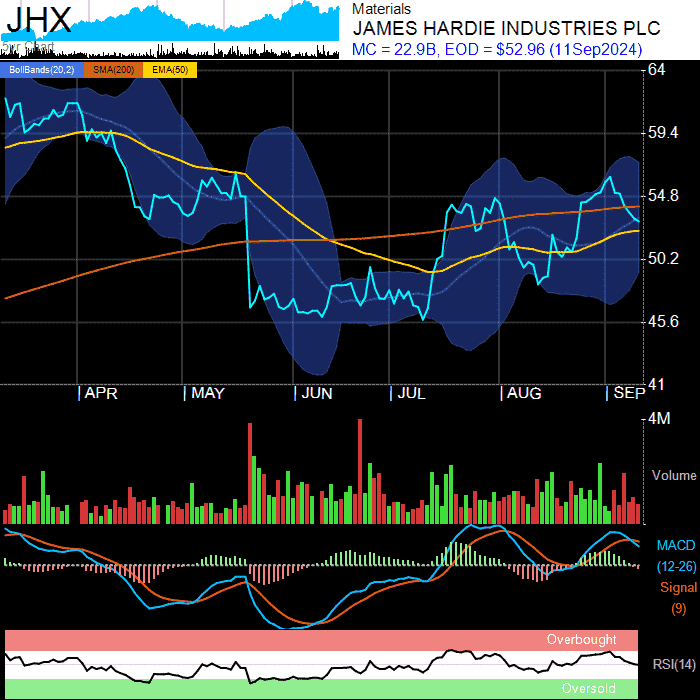 JHX
5yr Chart
Materials
JAMES HARDIE INDUSTRIES PLC
MC = 22.9B, EOD = $52.96 (11Sep2024)
BollBands(20,2) SMA(200) EMA(50)
64
59.4
54.8
50.2
45.6
41
APR MAY JUN JUL AUG SEP
4M
Volume
MACD
(12-26)
Signal
(9)
Overbought
RSI(14)
Oversold